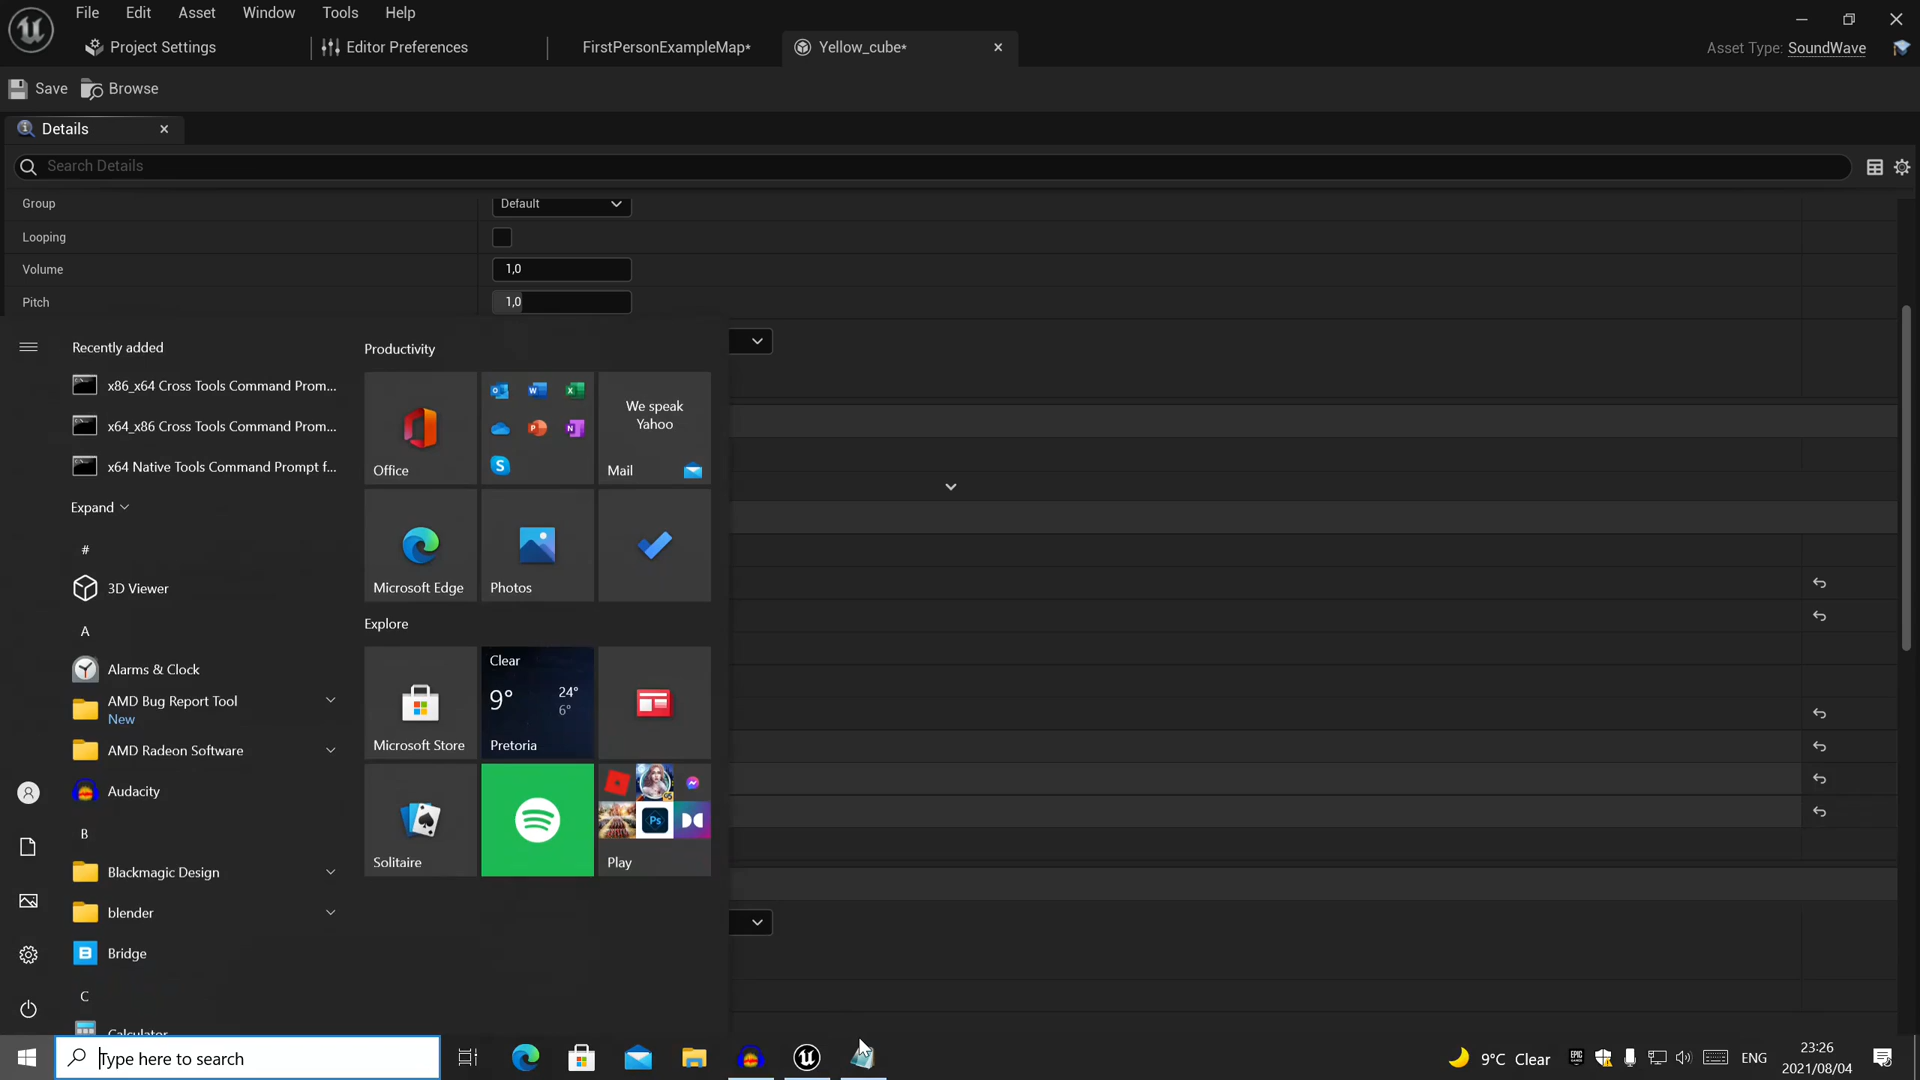 File Edit Asset Window Tools Help
Project Settings Editor Preferences FirstPersonExampleMap* Yellow_cube* Asset Type: SoundWave
Save Browse
Details
Search Details
Group Default
Looping
Volume 1,0
Pitch 1,0
Recently added
x86_x64 Cross Tools Command Prom...
x64_x86 Cross Tools Command Prom...
x64 Native Tools Command Prompt f...
Expand
#
3D Viewer
A
Alarms & Clock
AMD Bug Report Tool
New
AMD Radeon Software
Audacity
B
Blackmagic Design
blender
Bridge
C
Calculator
Productivity
Office
We speak
Yahoo
Mail
Microsoft Edge
Photos
Explore
Microsoft Store
Clear
9° 24°
6°
Pretoria
Solitaire
Ps
Play
Type here to search
9°C Clear
ENG
23:26
2021/08/04